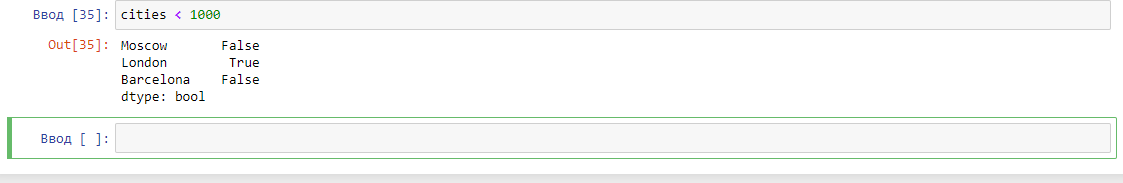 Ввод [35]: cities < 1000
Out[35]: Moscow False
London True
Barcelona False
dtype: bool
Ввод [ ]: